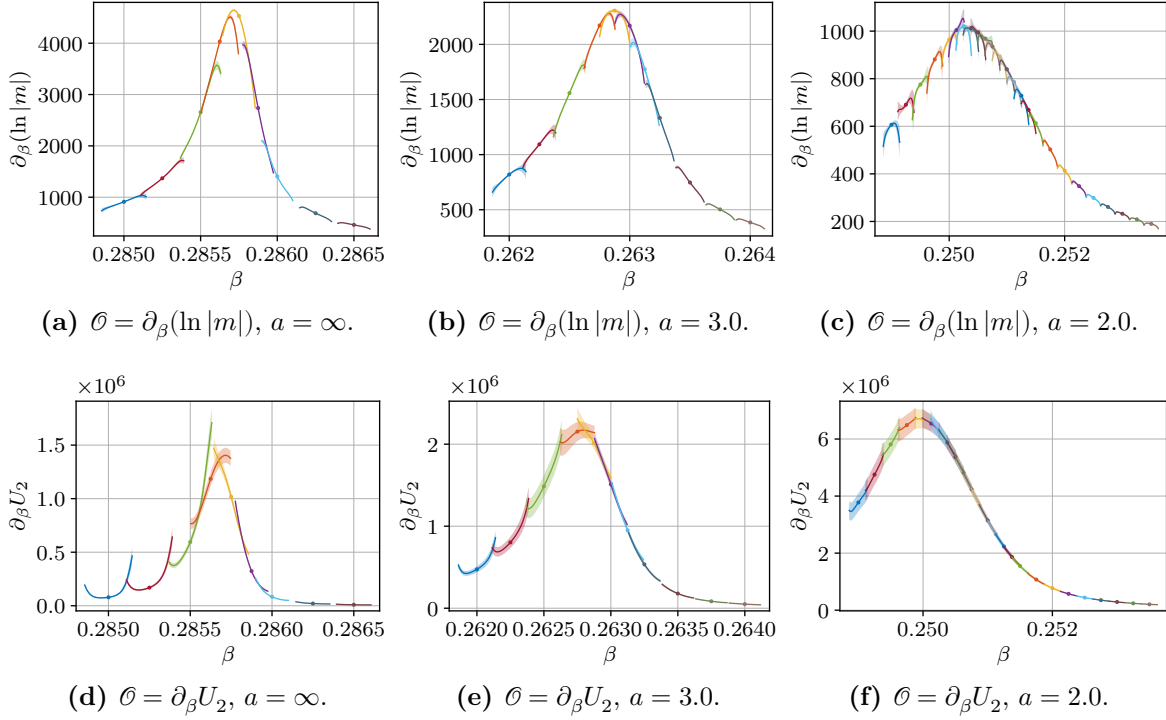 4000
3000
2000
1000
∂β(ln |m|)
0.2850 0.2855 0.2860 0.2865
β
2000
1500
1000
500
∂β(ln |m|)
0.262 0.263 0.264
β
1000
800
600
400
200
∂β(ln |m|)
0.250 0.252
β
(a) 𝒪 = ∂β(ln |m|), a = ∞.
(b) 𝒪 = ∂β(ln |m|), a = 3.0.
(c) 𝒪 = ∂β(ln |m|), a = 2.0.
×10⁶
1.5
1.0
0.5
0.0
∂βU₂
0.2850 0.2855 0.2860 0.2865
β
×10⁶
2
1
0
∂βU₂
0.2620 0.2625 0.2630 0.2635 0.2640
β
×10⁶
6
4
2
0
∂βU₂
0.250 0.252
β
(d) 𝒪 = ∂βU₂, a = ∞.
(e) 𝒪 = ∂βU₂, a = 3.0.
(f) 𝒪 = ∂βU₂, a = 2.0.